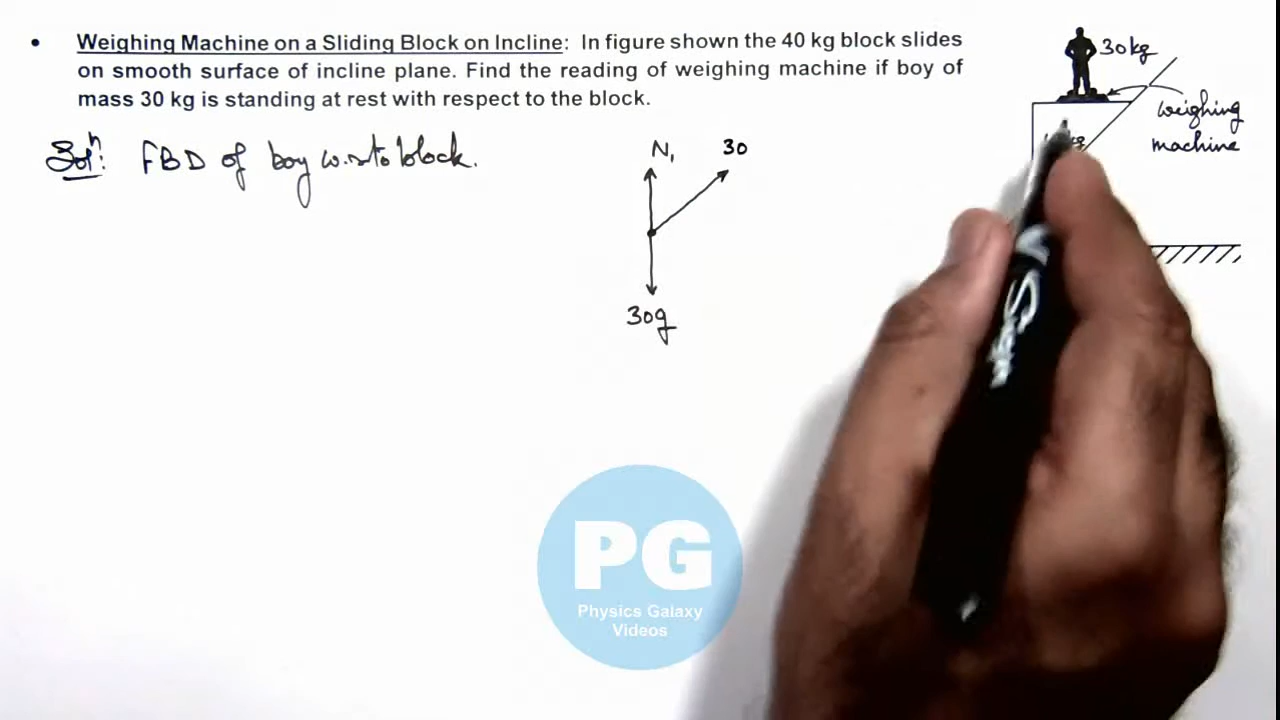 • Weighing Machine on a Sliding Block on Incline: In figure shown the 40 kg block slides
on smooth surface of incline plane. Find the reading of weighing machine if boy of
mass 30 kg is standing at rest with respect to the block.
30kg
weighing
machine
Solⁿ: FBD of boy w.r.to block.
N₁ 30
30g
Sign
PG
Physics Galaxy
Videos